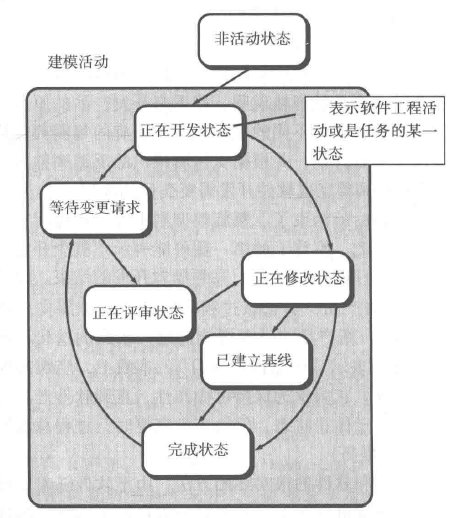 非活动状态
建模活动
正在开发状态
表示软件工程活
动或是任务的某一
状态
等待变更请求
正在修改状态
正在评审状态
已建立基线
完成状态